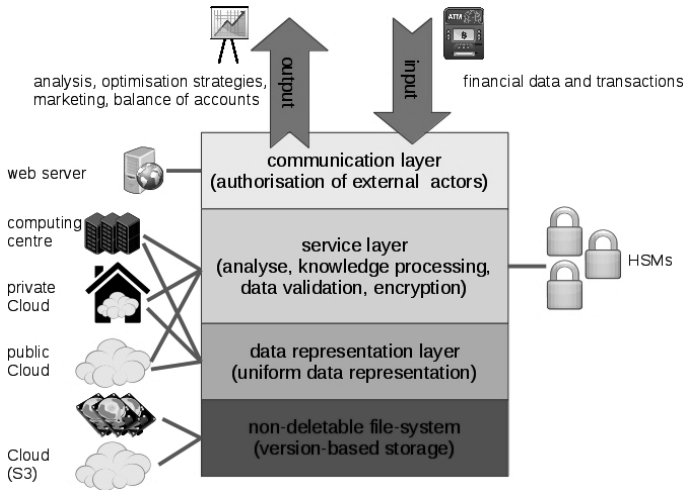 ATM
$
output
input
analysis, optimisation strategies,
marketing, balance of accounts
financial data and transactions
web server
communication layer
(authorisation of external actors)
computing
centre
service layer
(analyse, knowledge processing,
data validation, encryption)
HSMs
private
Cloud
public
Cloud
data representation layer
(uniform data representation)
non-deletable file-system
(version-based storage)
Cloud
(S3)